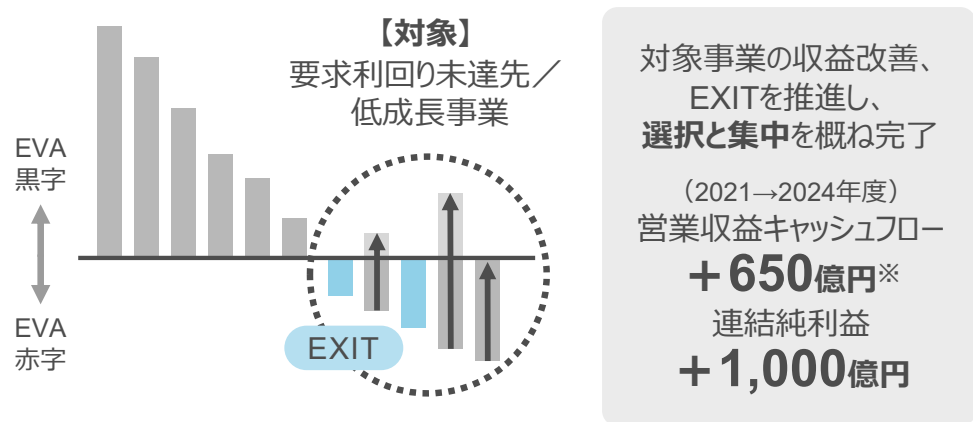 【対象】
要求利回り未達先／
低成長事業
EVA
黒字
EVA
赤字
EXIT
対象事業の収益改善、
EXITを推進し、
選択と集中を概ね完了
（2021→2024年度）
営業収益キャッシュフロー
＋650億円※
連結純利益
＋1,000億円